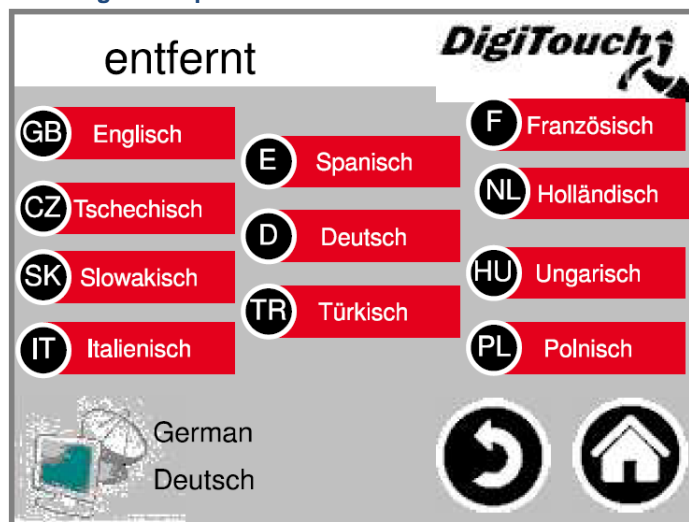 entfernt
DigiTouch
GB Englisch
CZ Tschechisch
SK Slowakisch
IT Italienisch
E Spanisch
D Deutsch
TR Türkisch
F Französisch
NL Holländisch
HU Ungarisch
PL Polnisch
German
Deutsch